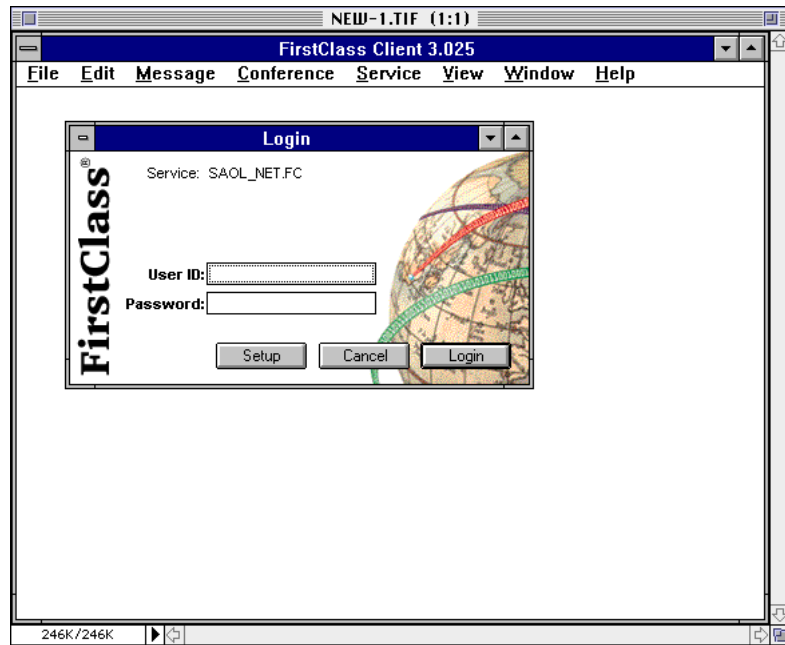 NEW-1.TIF (1:1)
FirstClass Client 3.025
File Edit Message Conference Service View Window Help
Login
FirstClass®
Service: SAOL_NET.FC
User ID:
Password:
Setup Cancel Login
246K/246K